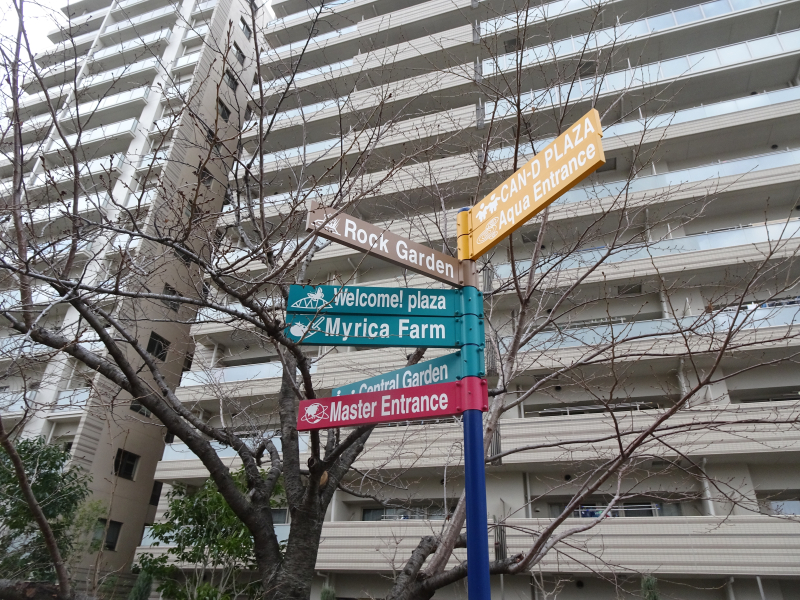 CAN-D PLAZA
Aqua Entrance
Rock Garden
Welcome! plaza
Myrica Farm
Central Garden
Master Entrance